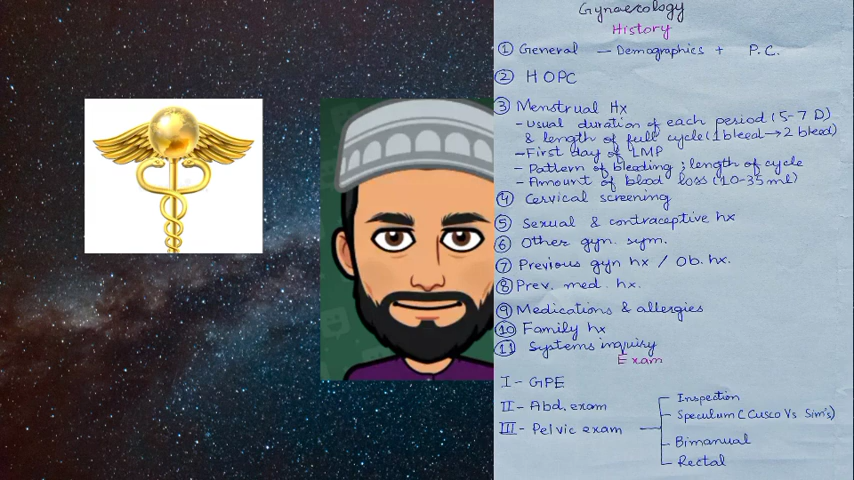 Gynaecology
History
① General — Demographics + P.C.
② HOPC
③ Menstrual Hx
- Usual duration of each period (5-7 D)
& length of full cycle (1 bleed → 2 bleed)
- First day of LMP
- Pattern of bleeding ; length of cycle
- Amount of blood loss (10-35 ml)
④ Cervical screening
⑤ Sexual & contraceptive hx
⑥ Other gyn. sym.
⑦ Previous gyn hx / Ob. hx.
⑧ Prev. med. hx.
⑨ Medications & allergies
⑩ Family hx
⑪ Systems inquiry
Exam
I - GPE
II - Abd. exam
III - Pelvic exam
Inspection
Speculum (Cusco Vs Sim's)
Bimanual
Rectal